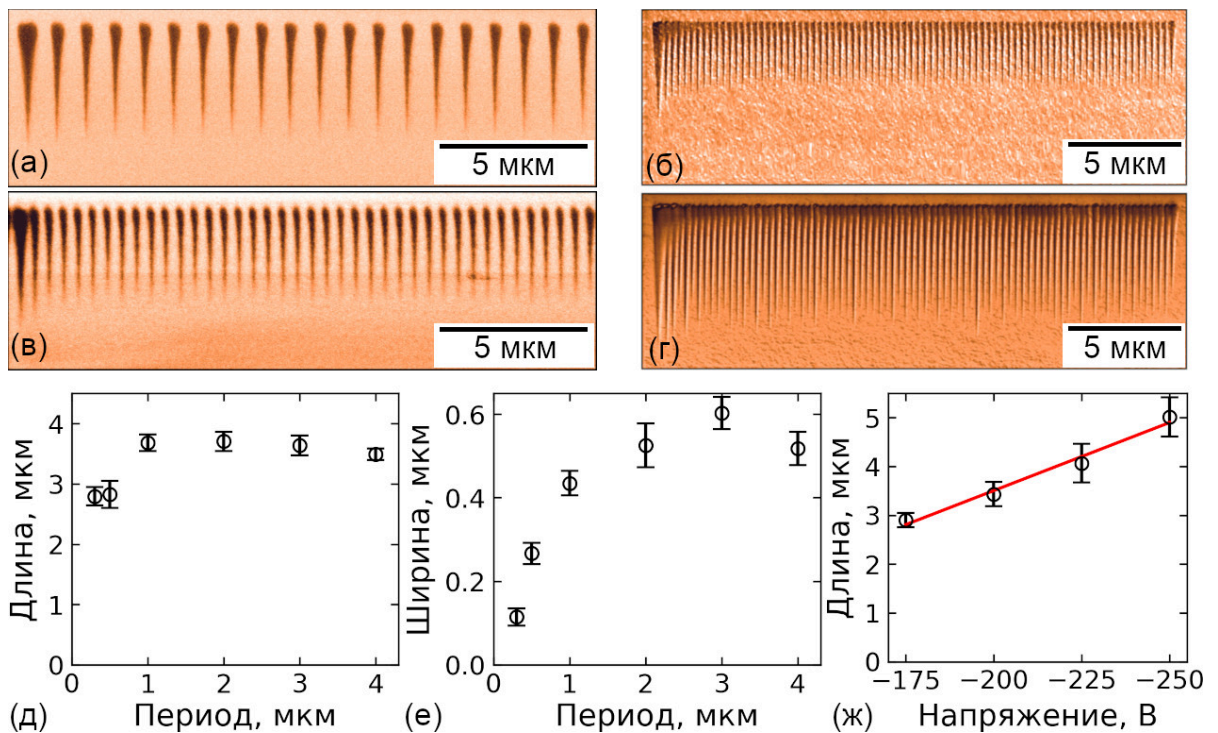 (а)
5 мкм
(б)
5 мкм
(в)
5 мкм
(г)
5 мкм
Длина, мкм
4
3
2
1
0
0
1
2
3
4
(д)
Период, мкм
Ширина, мкм
0.6
0.4
0.2
0.0
0
1
2
3
4
(е)
Период, мкм
Длина, мкм
5
4
3
2
1
0
−175
−200
−225
−250
(ж)
Напряжение, В